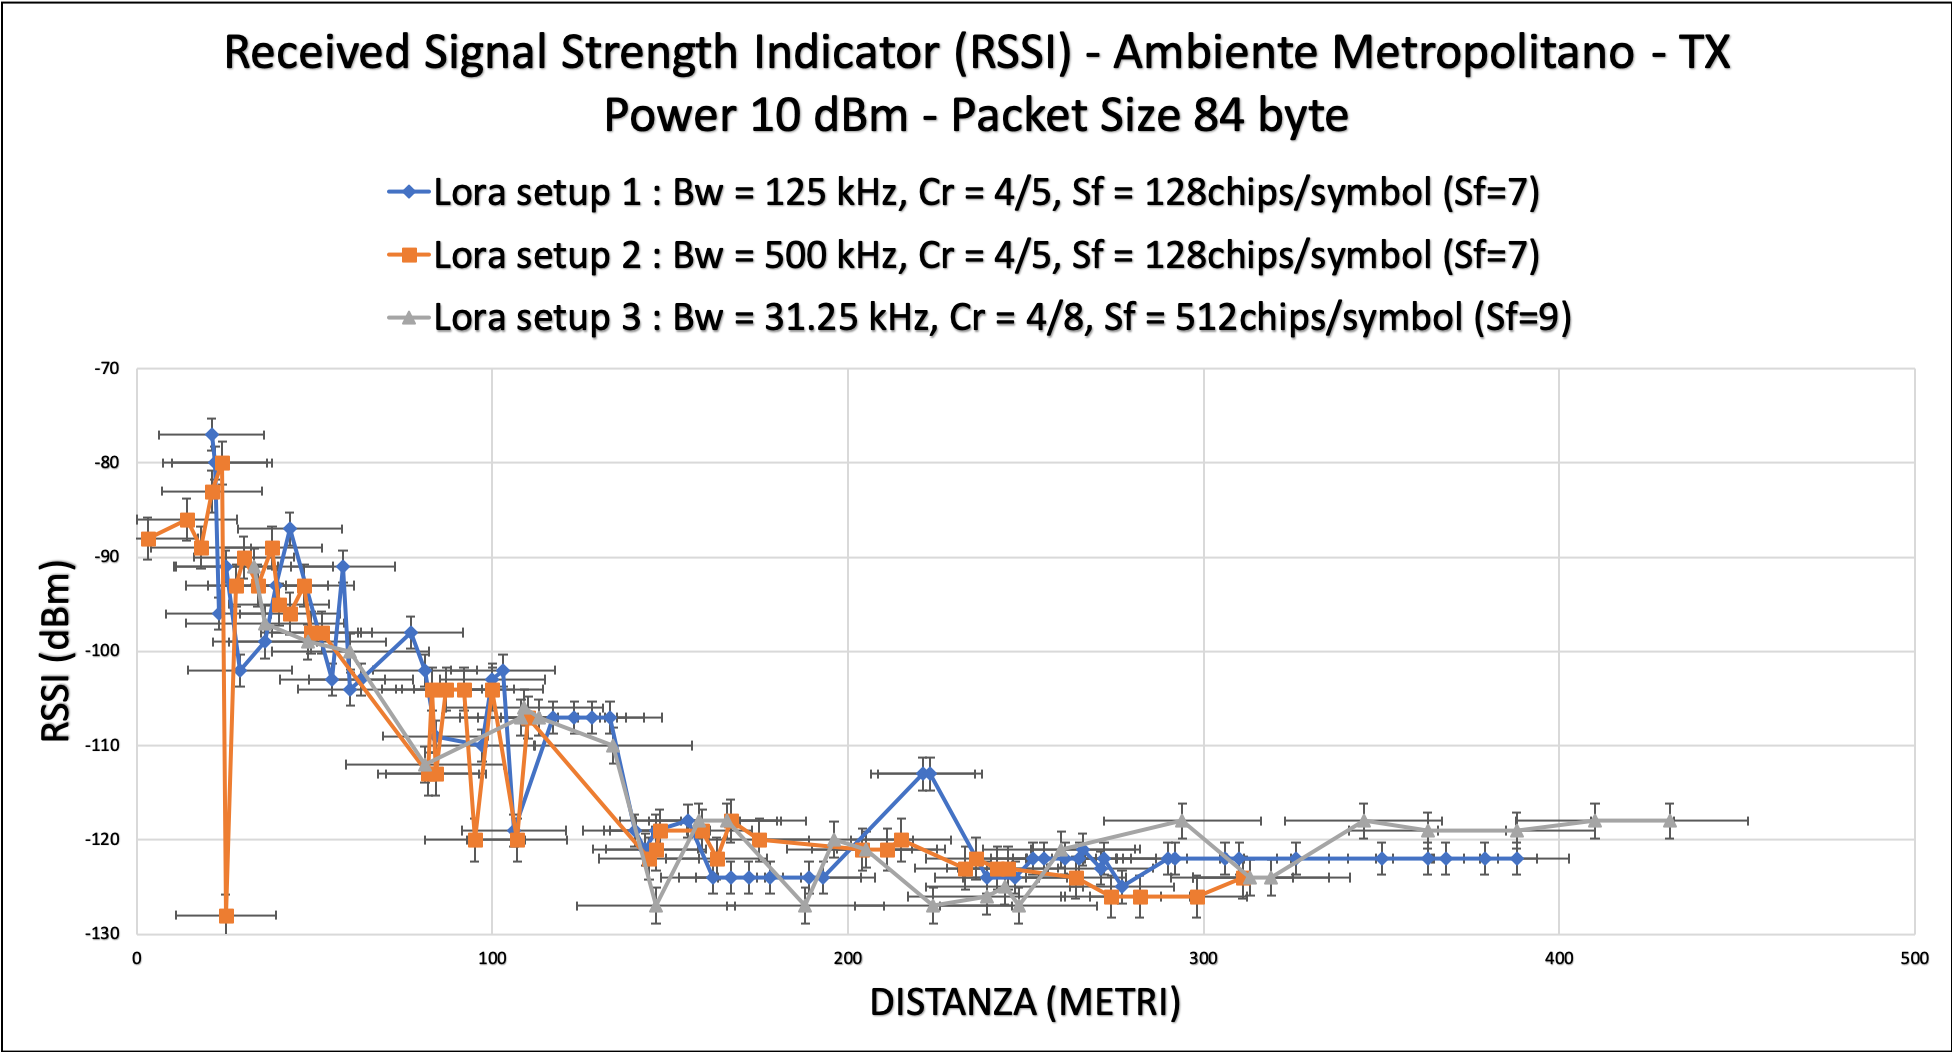 Received Signal Strength Indicator (RSSI) - Ambiente Metropolitano - TX
Power 10 dBm - Packet Size 84 byte
Lora setup 1 : Bw = 125 kHz, Cr = 4/5, Sf = 128chips/symbol (Sf=7)
Lora setup 2 : Bw = 500 kHz, Cr = 4/5, Sf = 128chips/symbol (Sf=7)
Lora setup 3 : Bw = 31.25 kHz, Cr = 4/8, Sf = 512chips/symbol (Sf=9)
RSSI (dBm)
-70
-80
-90
-100
-110
-120
-130
0 100 200 300 400 500
DISTANZA (METRI)